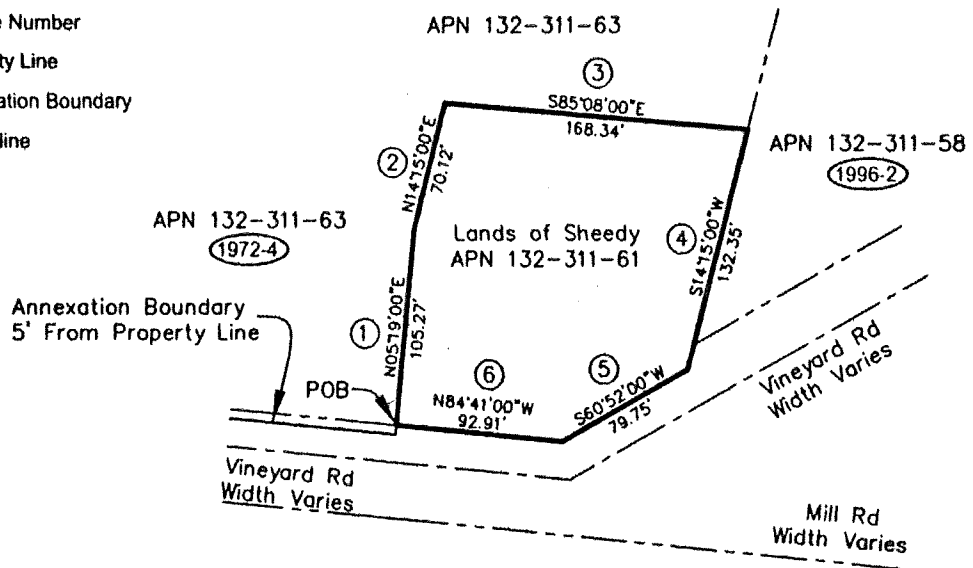 e Number
ty Line
ation Boundary
line
APN 132-311-63
3
S85°08'00"E
168.34'
APN 132-311-58
1996-2
2
N14°15'00"E
70.12'
APN 132-311-63
1972-4
Lands of Sheedy
APN 132-311-61
4
S14°15'00"W
132.35'
Annexation Boundary
5' From Property Line
1
N05°19'00"E
105.27'
POB
6
N84°41'00"W
92.91'
5
S60°52'00"W
79.75'
Vineyard Rd
Width Varies
Vineyard Rd
Width Varies
Mill Rd
Width Varies